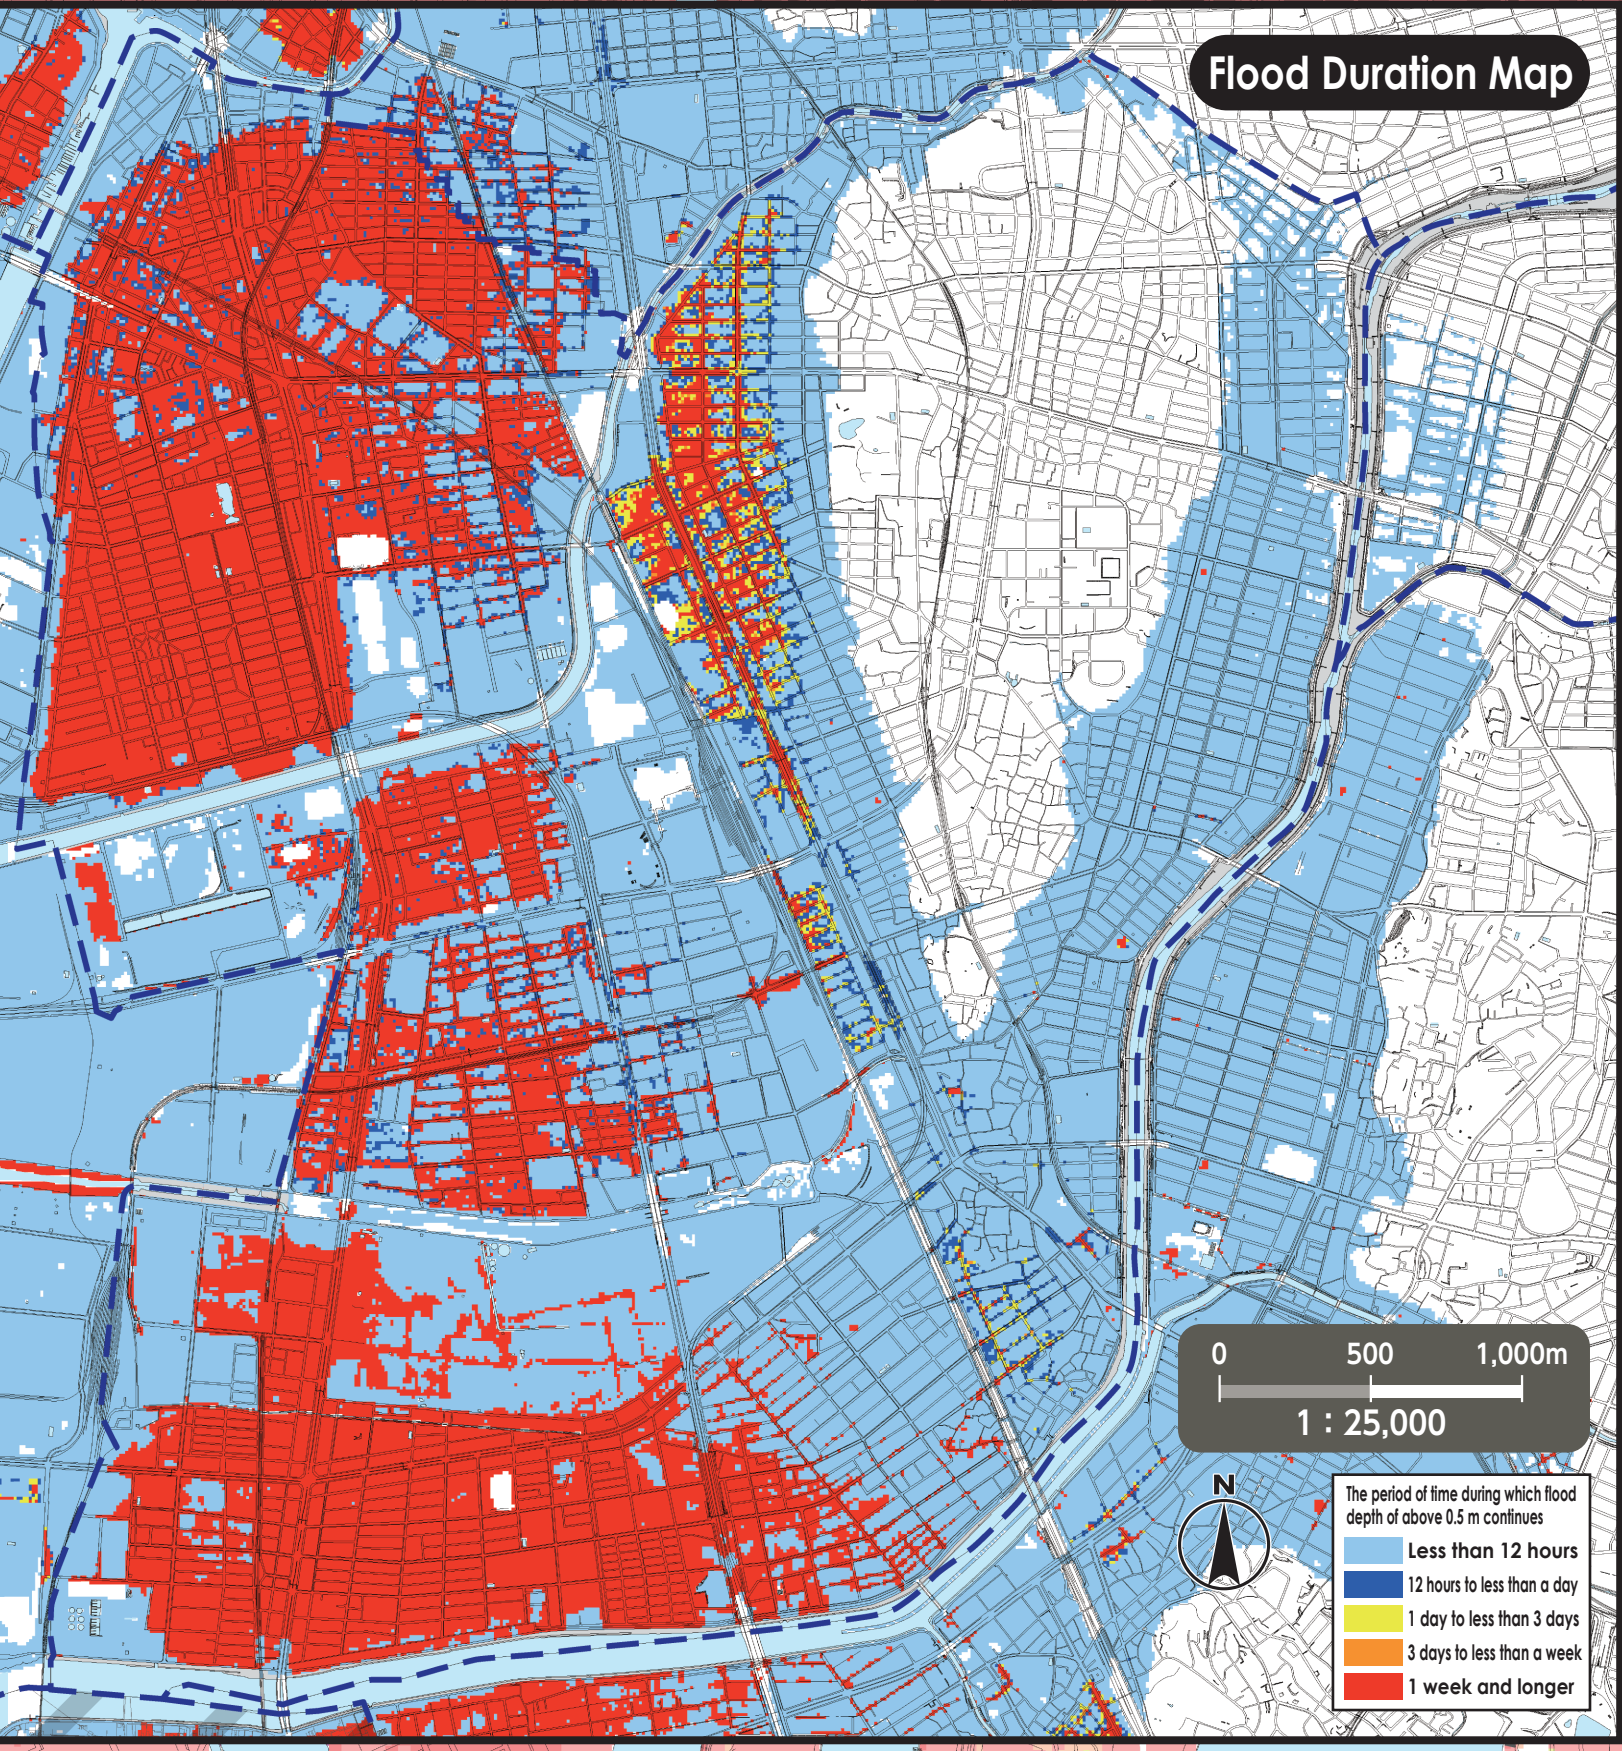 Flood Duration Map
0 500 1,000m
1 : 25,000
N
The period of time during which flood
depth of above 0.5 m continues
Less than 12 hours
12 hours to less than a day
1 day to less than 3 days
3 days to less than a week
1 week and longer